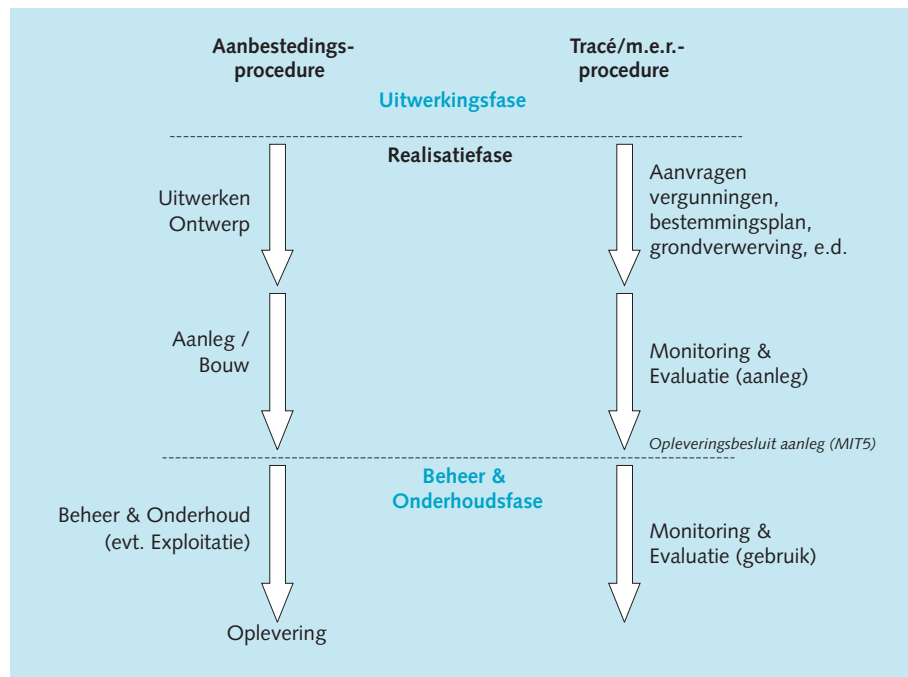 Aanbestedings-
procedure
Tracé/m.e.r.-
procedure
Uitwerkingsfase
Realisatiefase
Uitwerken
Ontwerp
Aanvragen
vergunningen,
bestemmingsplan,
grondverwerving, e.d.
Aanleg /
Bouw
Monitoring &
Evaluatie (aanleg)
Opleveringsbesluit aanleg (MIT5)
Beheer &
Onderhoudsfase
Beheer & Onderhoud
(evt. Exploitatie)
Monitoring &
Evaluatie (gebruik)
Oplevering